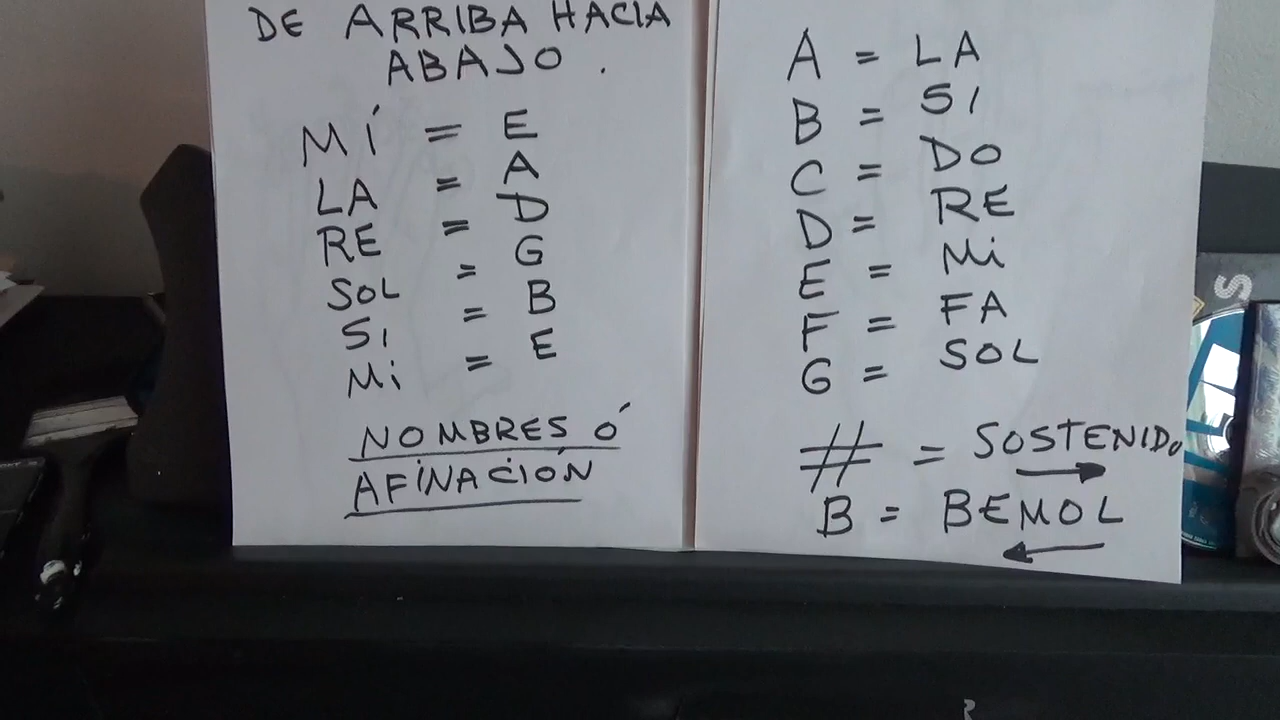 DE ARRIBA HACIA
ABAJO.
MÍ = E
LA = A
RE = D
SOL = G
SI = B
Mi = E
NOMBRES Ó
AFiNACiÓN
A = LA
B = SI
C = DO
D = RE
E = Mi
F = FA
G = SOL
# = SOSTENIDO
B = BEMOL
S